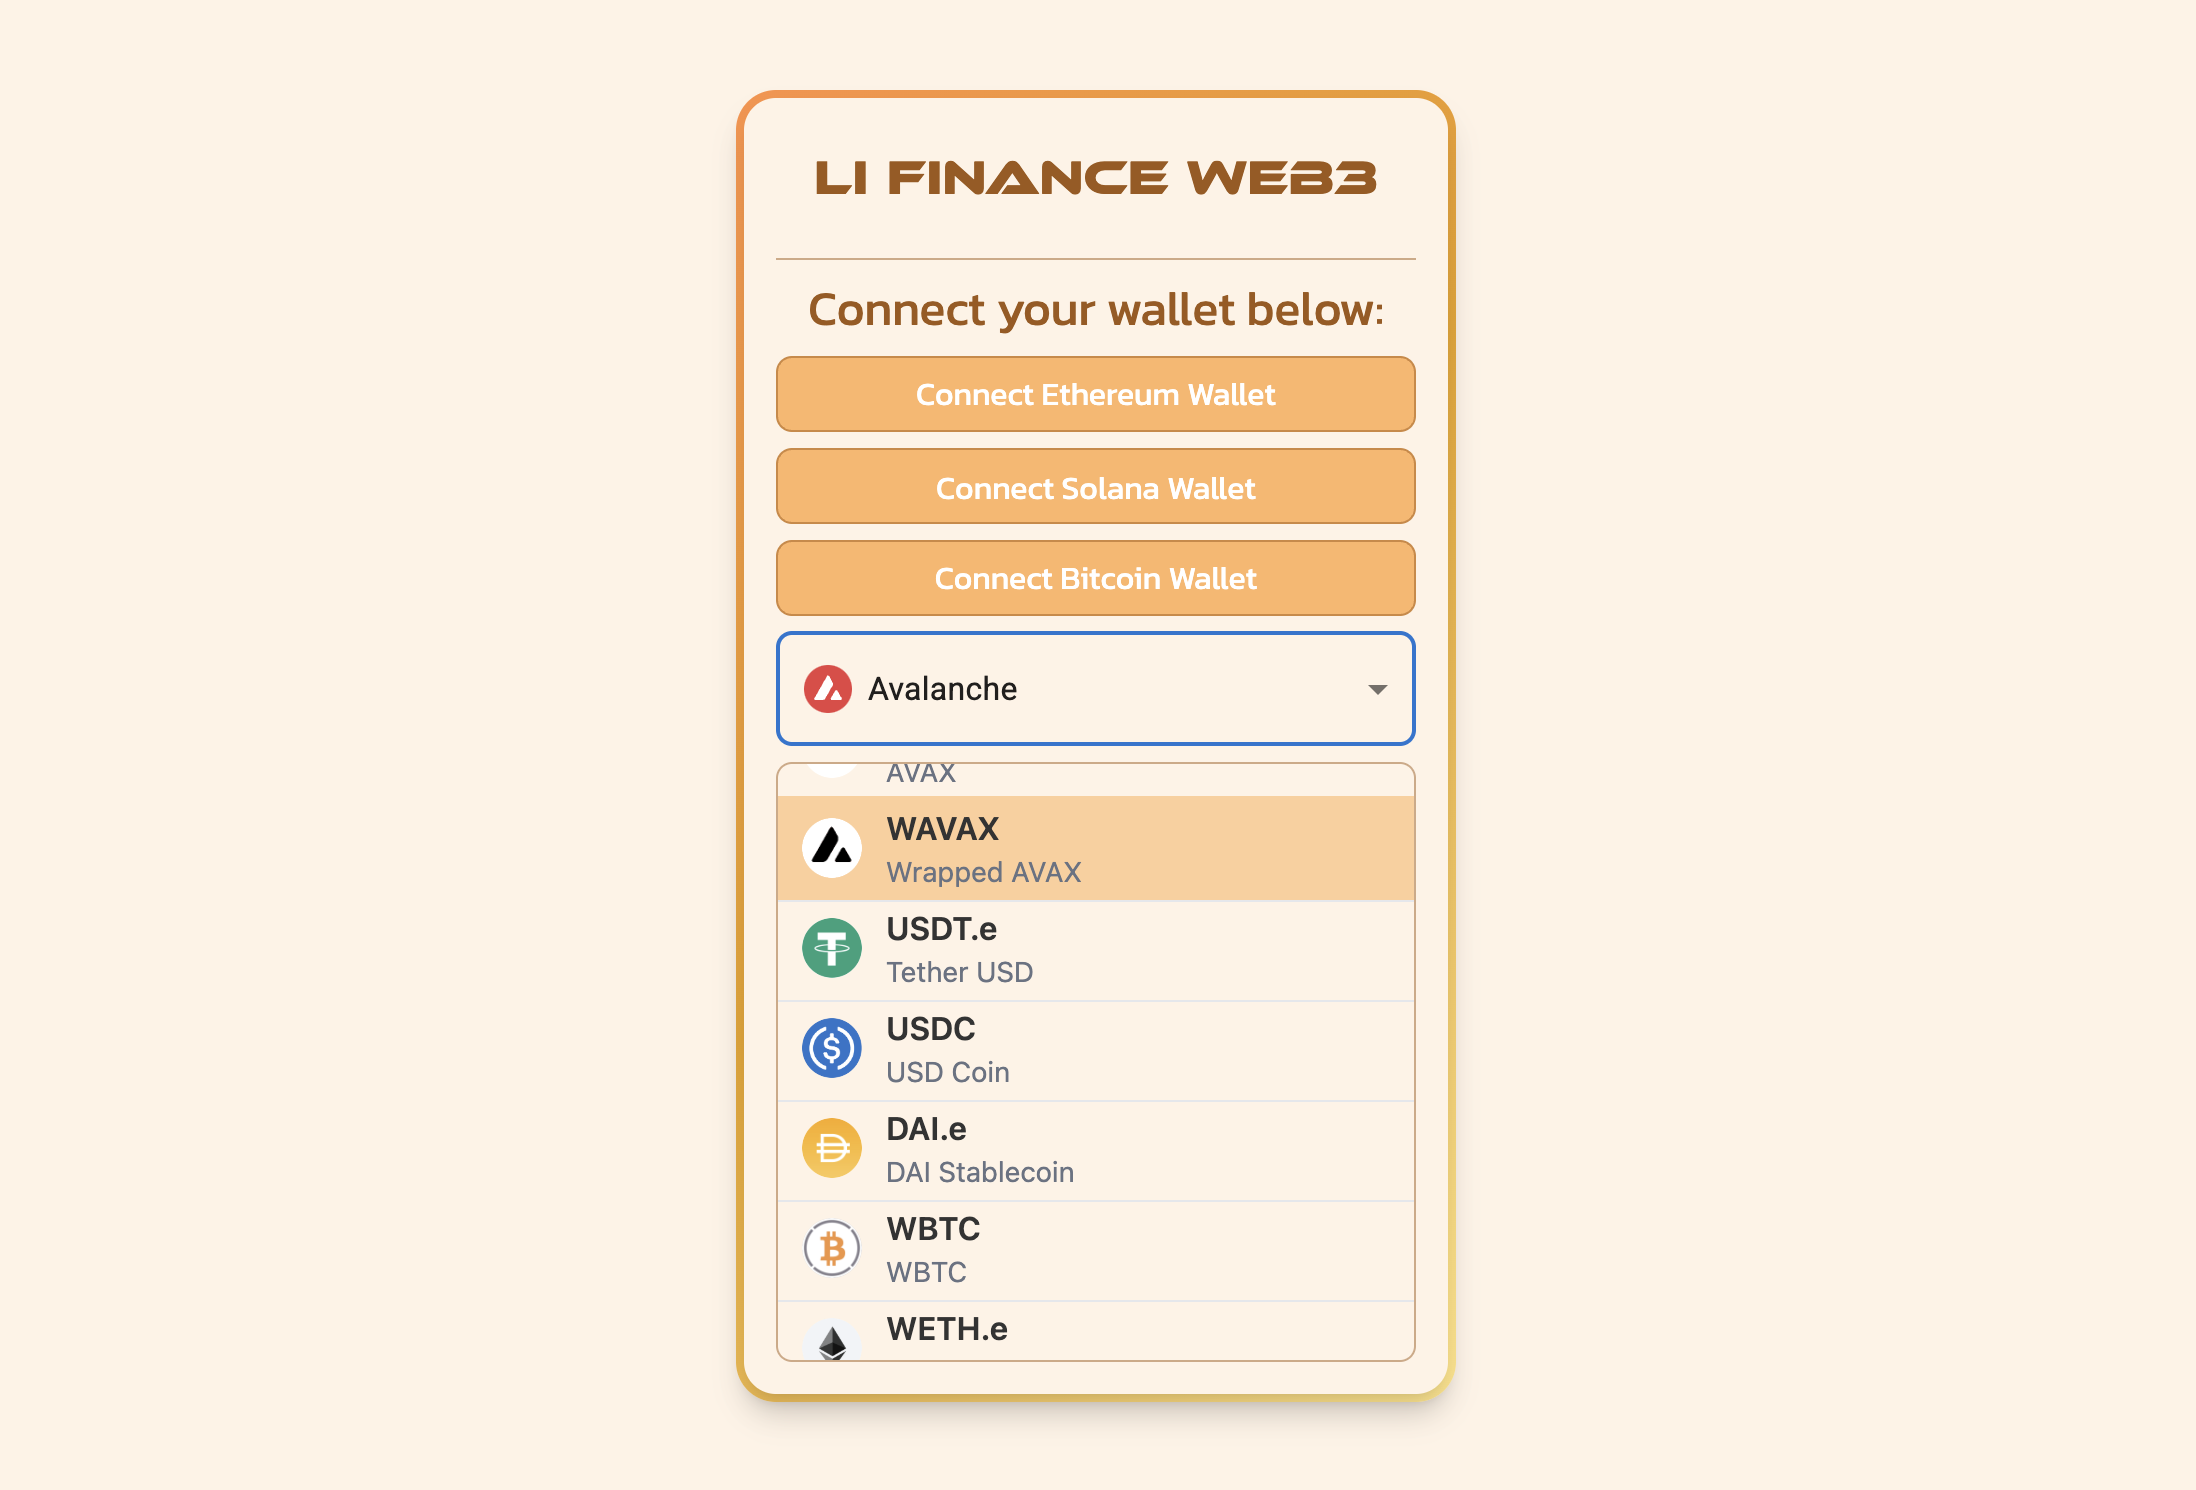 LI FINANCE WEB3
Connect your wallet below:
Connect Ethereum Wallet
Connect Solana Wallet
Connect Bitcoin Wallet
Avalanche
AVAX
WAVAX
Wrapped AVAX
USDT.e
Tether USD
USDC
USD Coin
DAI.e
DAI Stablecoin
WBTC
WBTC
WETH.e